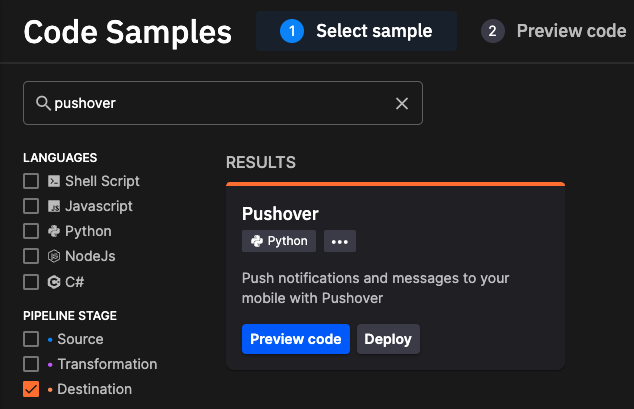 Code Samples
1 Select sample
2 Preview code
pushover
LANGUAGES
Shell Script
Javascript
Python
NodeJs
C#
PIPELINE STAGE
Source
Transformation
Destination
RESULTS
Pushover
Python
•••
Push notifications and messages to your
mobile with Pushover
Preview code
Deploy